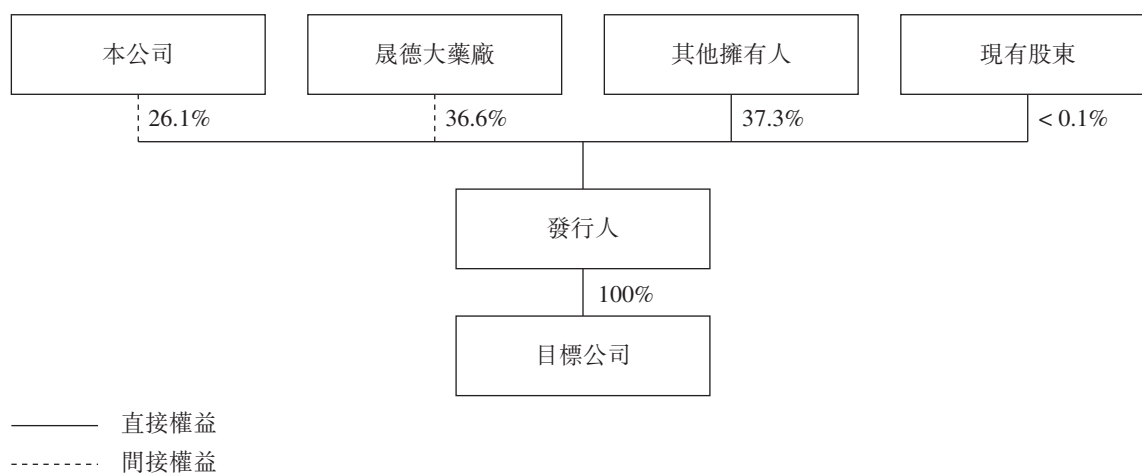 本公司
晟德大藥廠
其他擁有人
現有股東
26.1%
36.6%
37.3%
< 0.1%
發行人
100%
目標公司
直接權益
間接權益